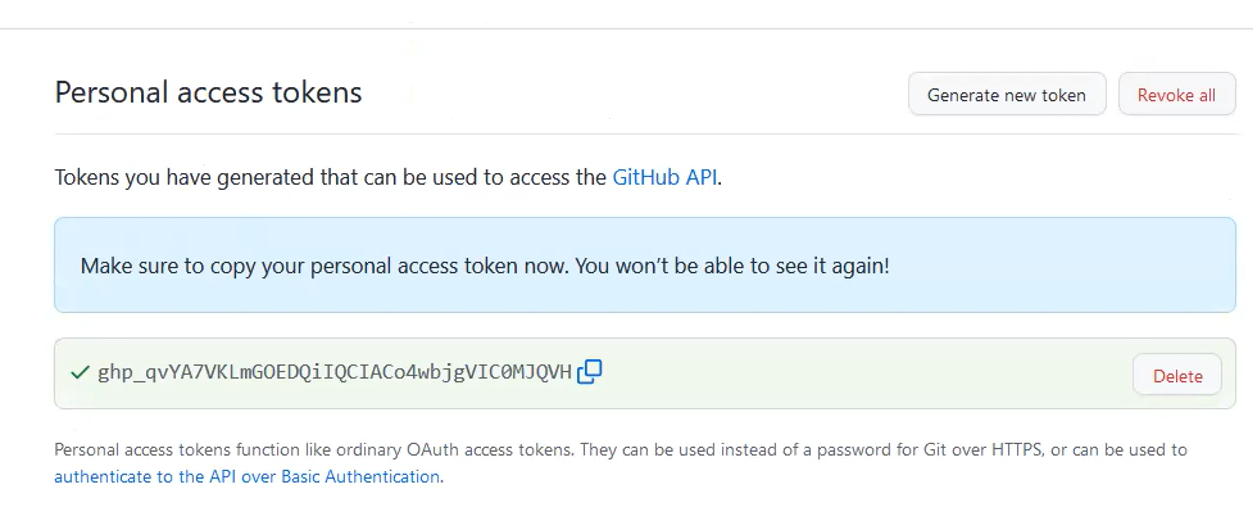 Personal access tokens
Generate new token
Revoke all
Tokens you have generated that can be used to access the GitHub API.
Make sure to copy your personal access token now. You won’t be able to see it again!
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
Delete
Personal access tokens function like ordinary OAuth access tokens. They can be used instead of a password for Git over HTTPS, or can be used to
authenticate to the API over Basic Authentication.